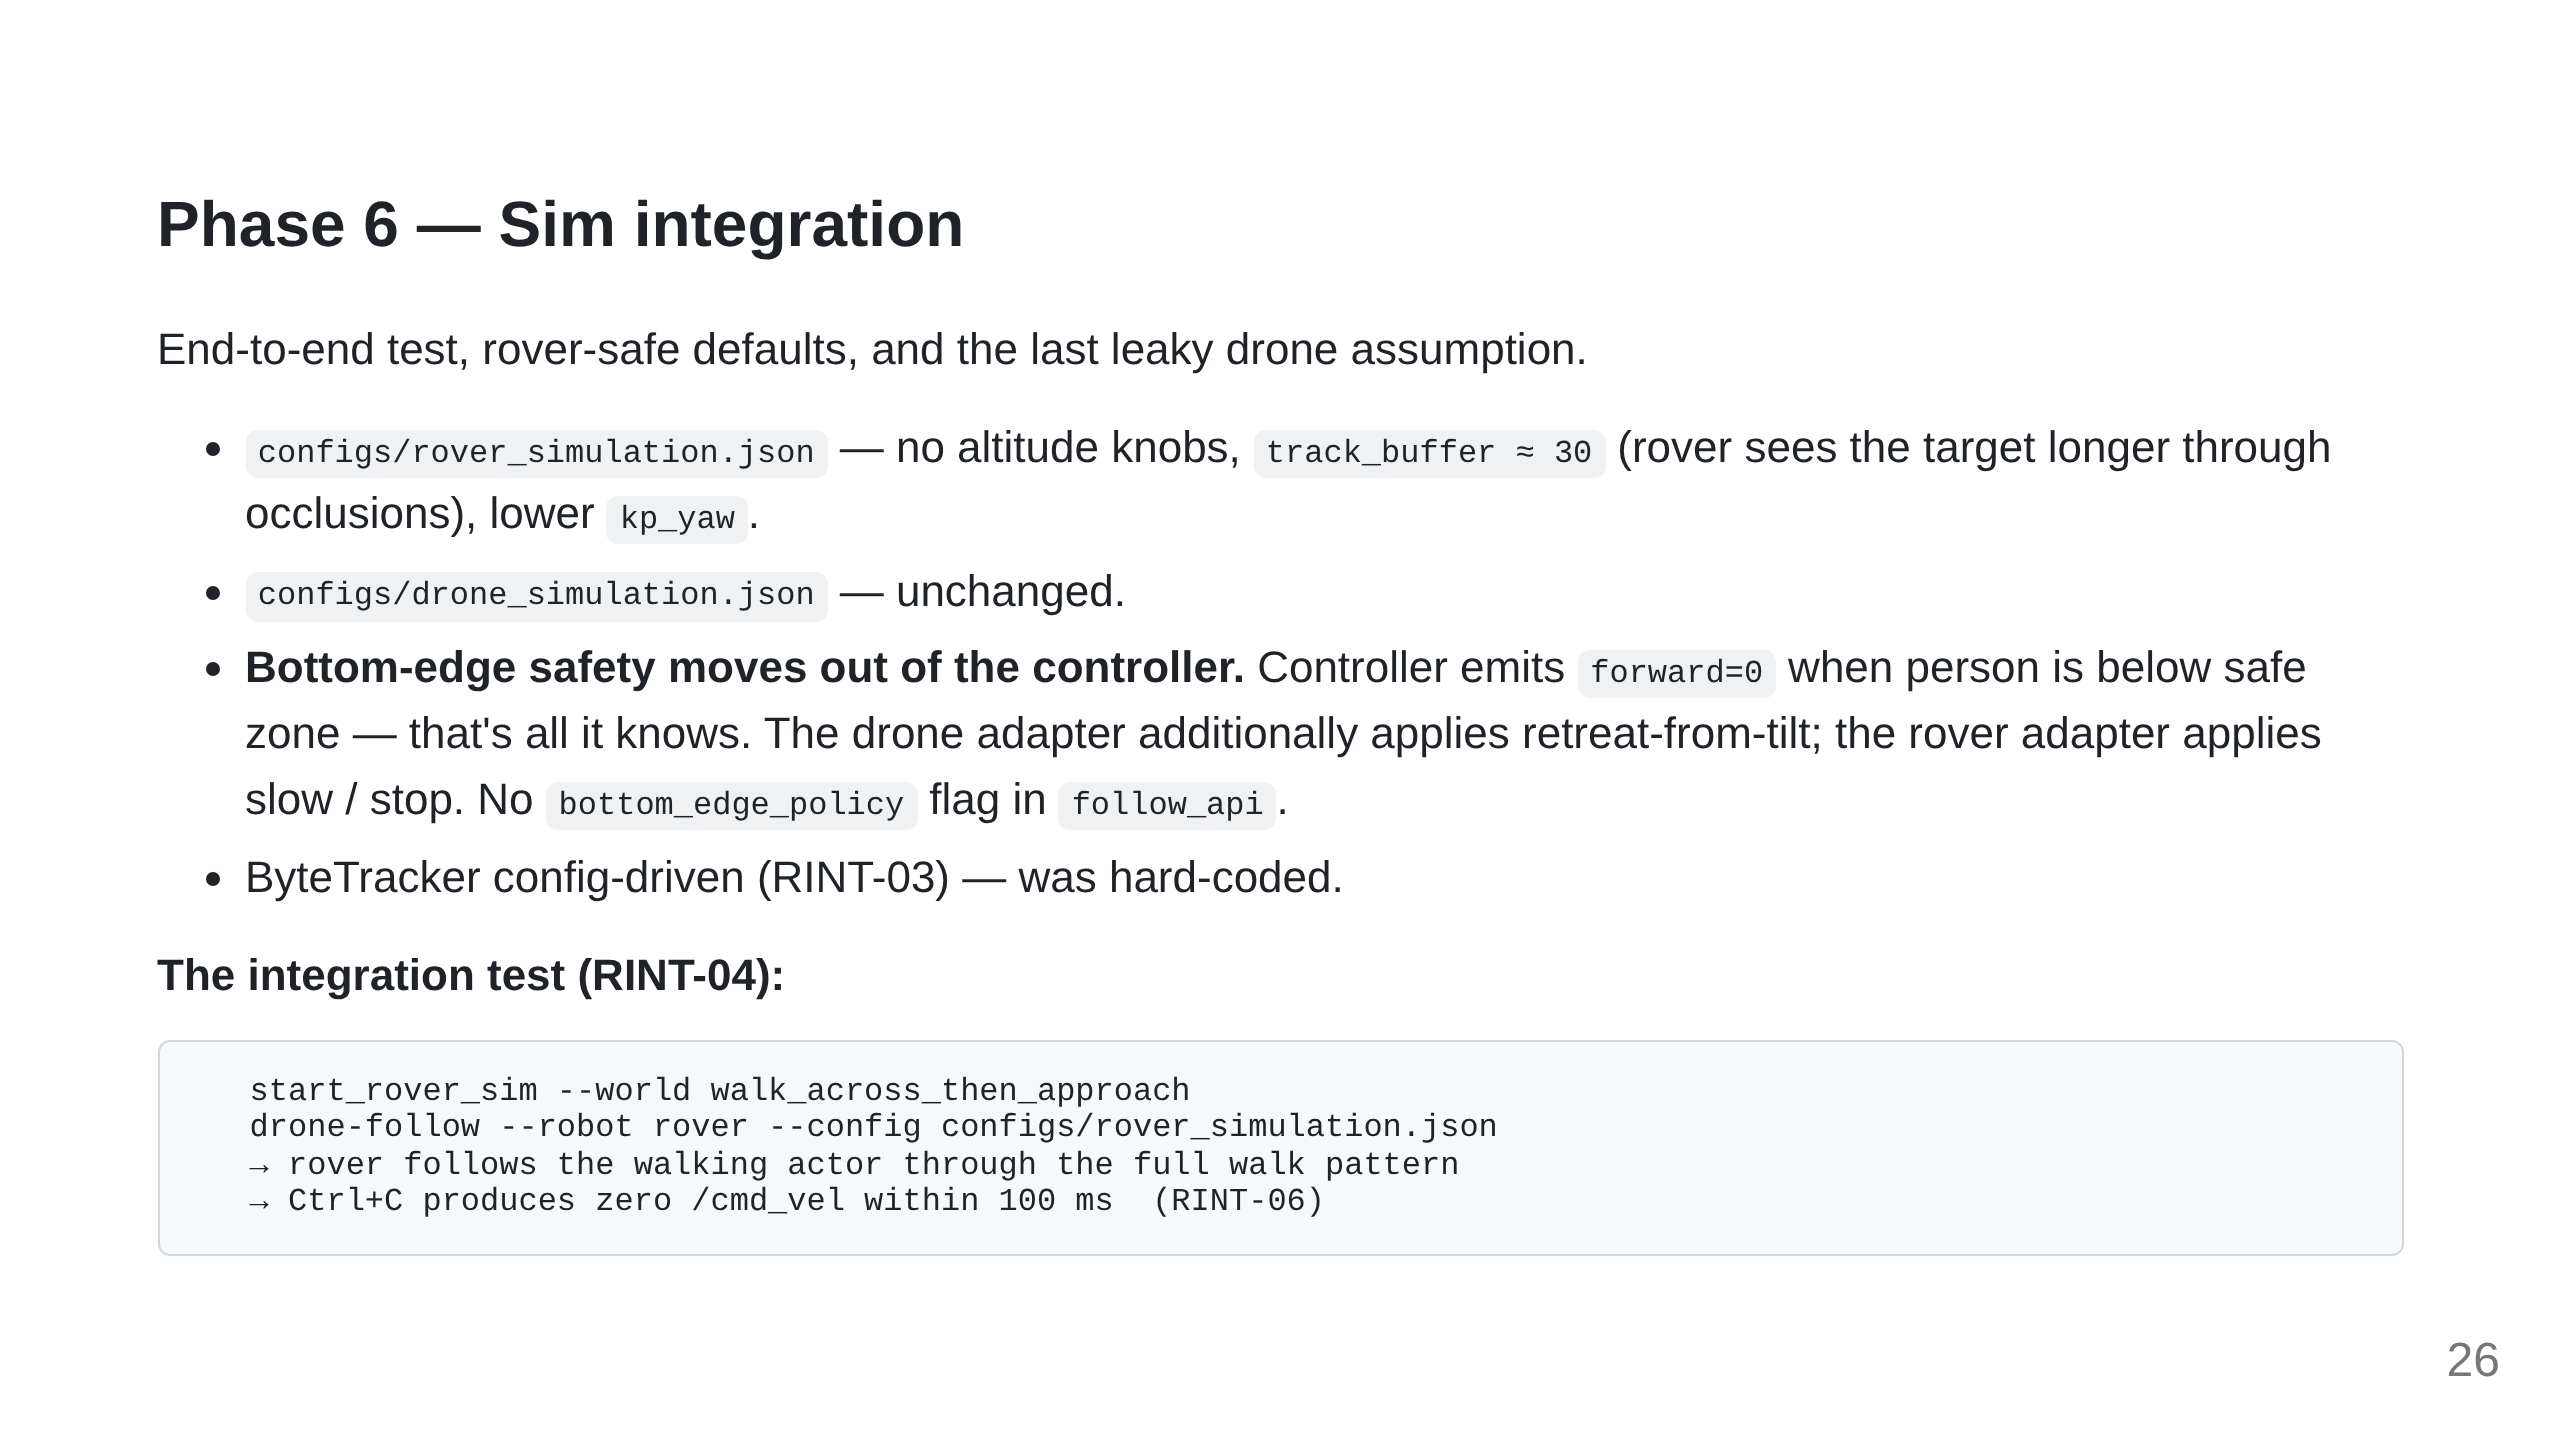 Phase 6 — Sim integration
End-to-end test, rover-safe defaults, and the last leaky drone assumption.
• configs/rover_simulation.json — no altitude knobs, track_buffer ≈ 30 (rover sees the target longer through
occlusions), lower kp_yaw.
• configs/drone_simulation.json — unchanged.
• Bottom-edge safety moves out of the controller. Controller emits forward=0 when person is below safe
zone — that's all it knows. The drone adapter additionally applies retreat-from-tilt; the rover adapter applies
slow / stop. No bottom_edge_policy flag in follow_api.
• ByteTracker config-driven (RINT-03) — was hard-coded.
The integration test (RINT-04):
start_rover_sim --world walk_across_then_approach
drone-follow --robot rover --config configs/rover_simulation.json
→ rover follows the walking actor through the full walk pattern
→ Ctrl+C produces zero /cmd_vel within 100 ms  (RINT-06)
26